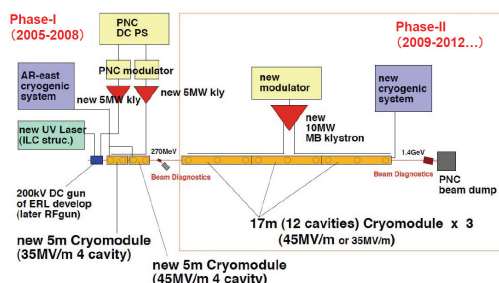 Phase-I
(2005-2008)
PNC
DC PS
Phase-II
(2009-2012...)
AR-east
cryogenic
system
PNC modulator
new 5MW kly
new 5MW kly
new
modulator
new
cryogenic
system
new
10MW
MB klystron
new UV Laser
(ILC struc.)
270MeV
1.4GeV
Beam Diagnostics
Beam Diagnostics
PNC
beam dump
200kV DC gun
of ERL develop
(later RFgun)
17m (12 cavities) Cryomodule x 3
(45MV/m or 35MV/m)
new 5m Cryomodule
(35MV/m 4 cavity)
new 5m Cryomodule
(45MV/m 4 cavity)